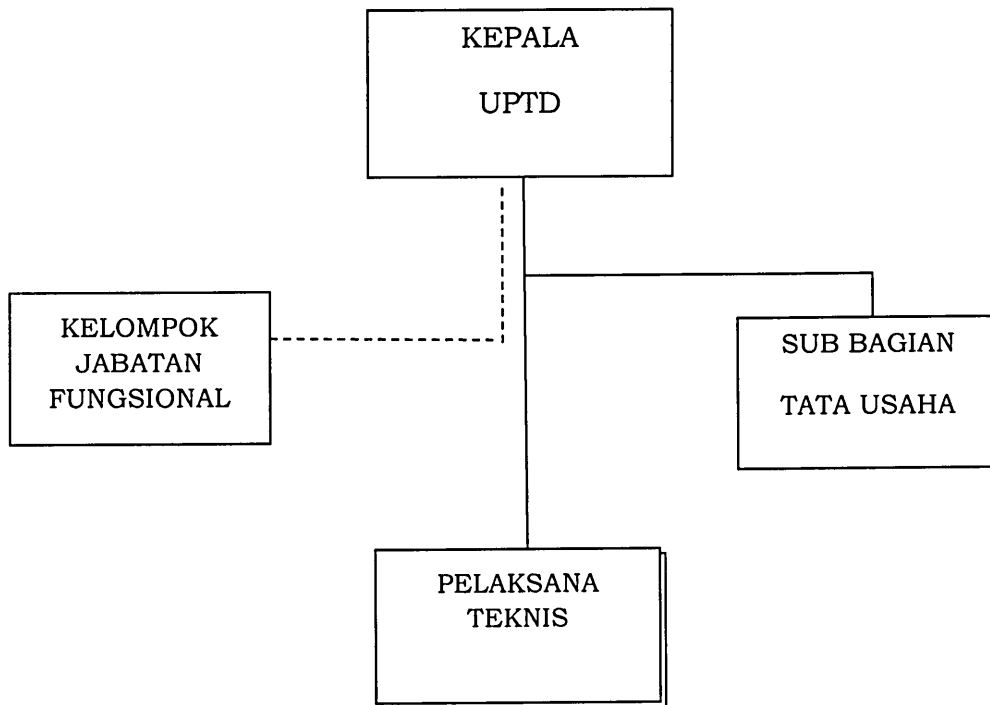 KEPALA
UPTD
KELOMPOK
JABATAN
FUNGSIONAL
SUB BAGIAN
TATA USAHA
PELAKSANA
TEKNIS